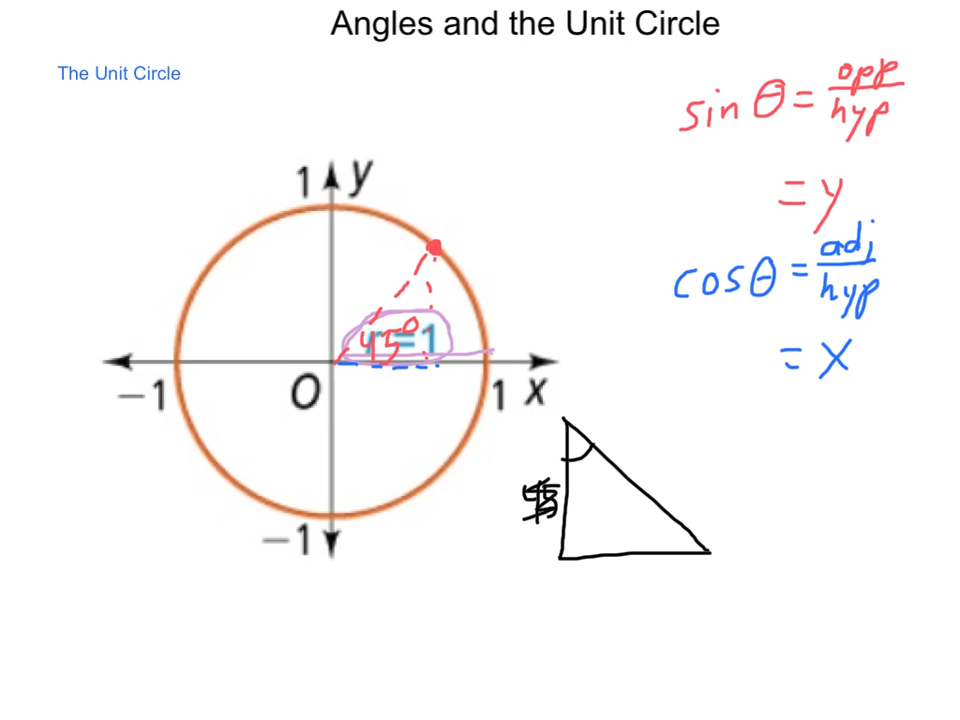 Angles and the Unit Circle
The Unit Circle
sin θ = opp/hyp
= y
cos θ = adj/hyp
= x
1 y
45°
r=1
−1 O 1 x
−1